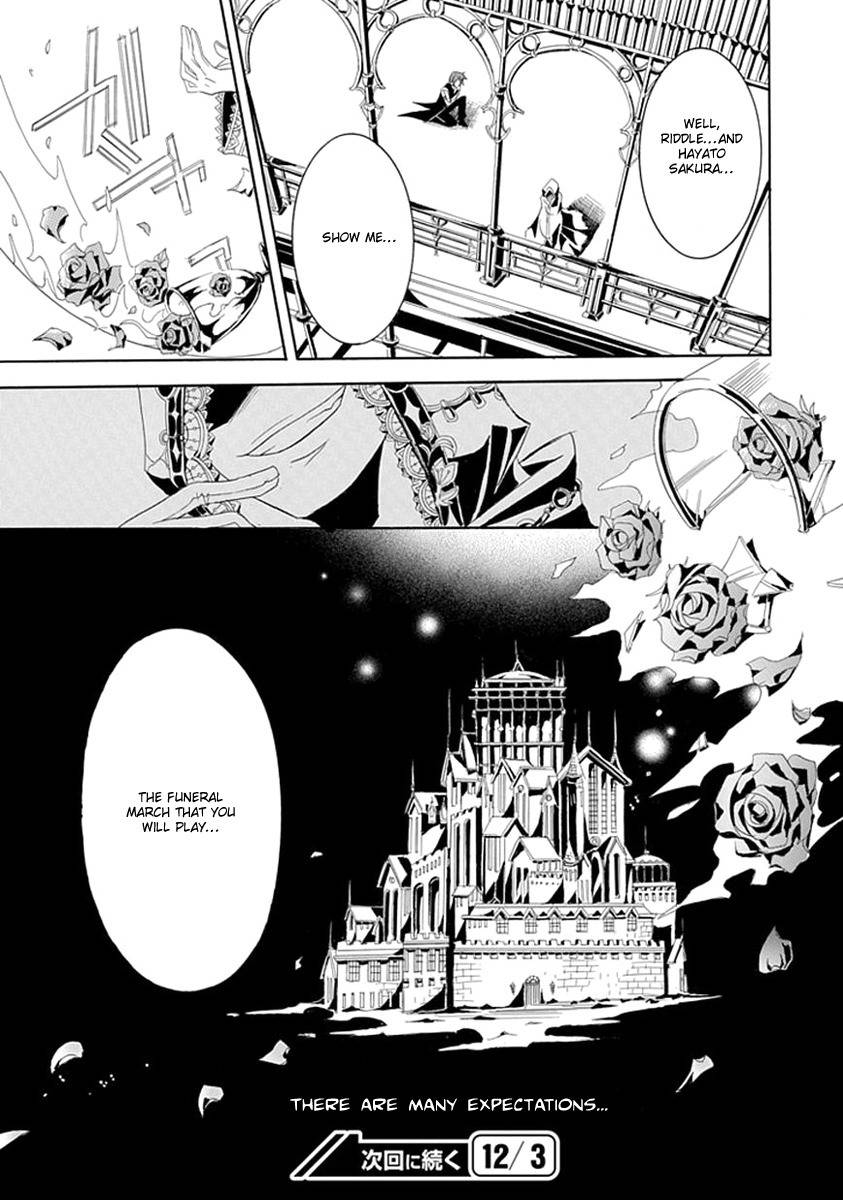 WELL,
RIDDLE...AND
HAYATO
SAKURA...
SHOW ME...
THE FUNERAL
MARCH THAT YOU
WILL PLAY...
THERE ARE MANY EXPECTATIONS...
次回に続く 12/3